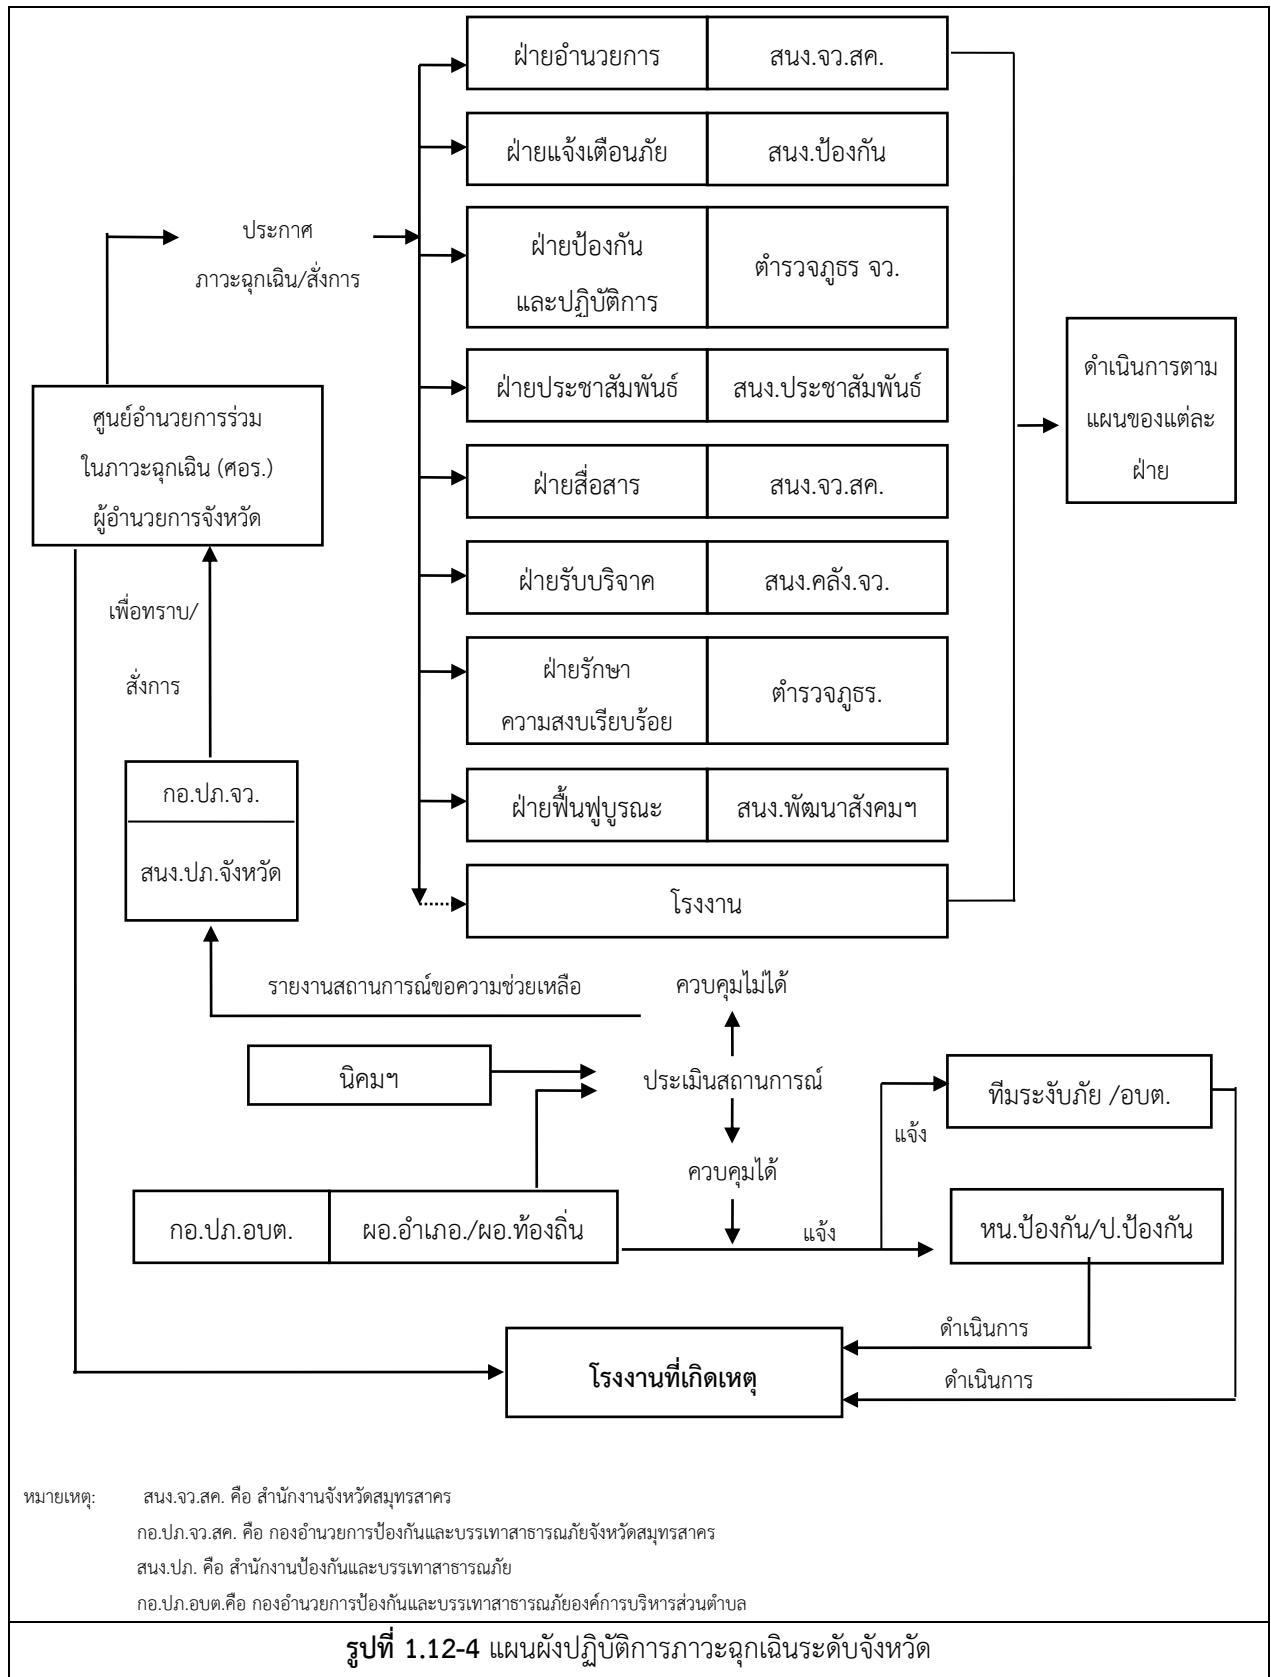 ฝ่ายอำนวยการ สนง.จว.สค.
ฝ่ายแจ้งเตือนภัย สนง.ป้องกัน
ประกาศ
ภาวะฉุกเฉิน/สั่งการ
ฝ่ายป้องกัน
และปฏิบัติการ
ตำรวจภูธร จว.
ฝ่ายประชาสัมพันธ์ สนง.ประชาสัมพันธ์
ดำเนินการตาม
แผนของแต่ละ
ฝ่าย
ศูนย์อำนวยการร่วม
ในภาวะฉุกเฉิน (ศอร.)
ผู้อำนวยการจังหวัด
ฝ่ายสื่อสาร สนง.จว.สค.
ฝ่ายรับบริจาค สนง.คลัง.จว.
เพื่อทราบ/
สั่งการ
ฝ่ายรักษา
ความสงบเรียบร้อย
ตำรวจภูธร.
กอ.ปภ.จว.
สนง.ปภ.จังหวัด
ฝ่ายฟื้นฟูบูรณะ สนง.พัฒนาสังคมฯ
โรงงาน
รายงานสถานการณ์ขอความช่วยเหลือ
ควบคุมไม่ได้
นิคมฯ
ประเมินสถานการณ์
ทีมระงับภัย /อบต.
แจ้ง
ควบคุมได้
กอ.ปภ.อบต. ผอ.อำเภอ./ผอ.ท้องถิ่น
แจ้ง
หน.ป้องกัน/ป.ป้องกัน
ดำเนินการ
โรงงานที่เกิดเหตุ
ดำเนินการ
หมายเหตุ: สนง.จว.สค. คือ สำนักงานจังหวัดสมุทรสาคร
กอ.ปภ.จว.สค. คือ กองอำนวยการป้องกันและบรรเทาสาธารณภัยจังหวัดสมุทรสาคร
สนง.ปภ. คือ สำนักงานป้องกันและบรรเทาสาธารณภัย
กอ.ปภ.อบต.คือ กองอำนวยการป้องกันและบรรเทาสาธารณภัยองค์การบริหารส่วนตำบล
รูปที่ 1.12-4 แผนผังปฏิบัติการภาวะฉุกเฉินระดับจังหวัด